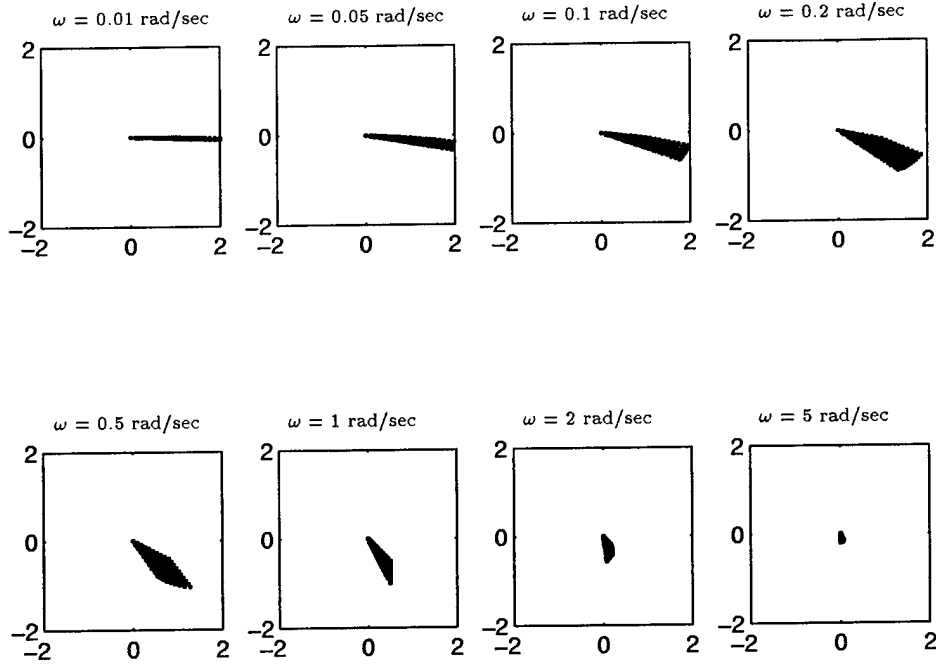 ω = 0.01 rad/sec
ω = 0.05 rad/sec
ω = 0.1 rad/sec
ω = 0.2 rad/sec
2 2 2 2
0 0 0 0
−2 −2 −2 −2
−2 0 2 −2 0 2 −2 0 2 −2 0 2
ω = 0.5 rad/sec
ω = 1 rad/sec
ω = 2 rad/sec
ω = 5 rad/sec
2 2 2 2
0 0 0 0
−2 −2 −2 −2
−2 0 2 −2 0 2 −2 0 2 −2 0 2